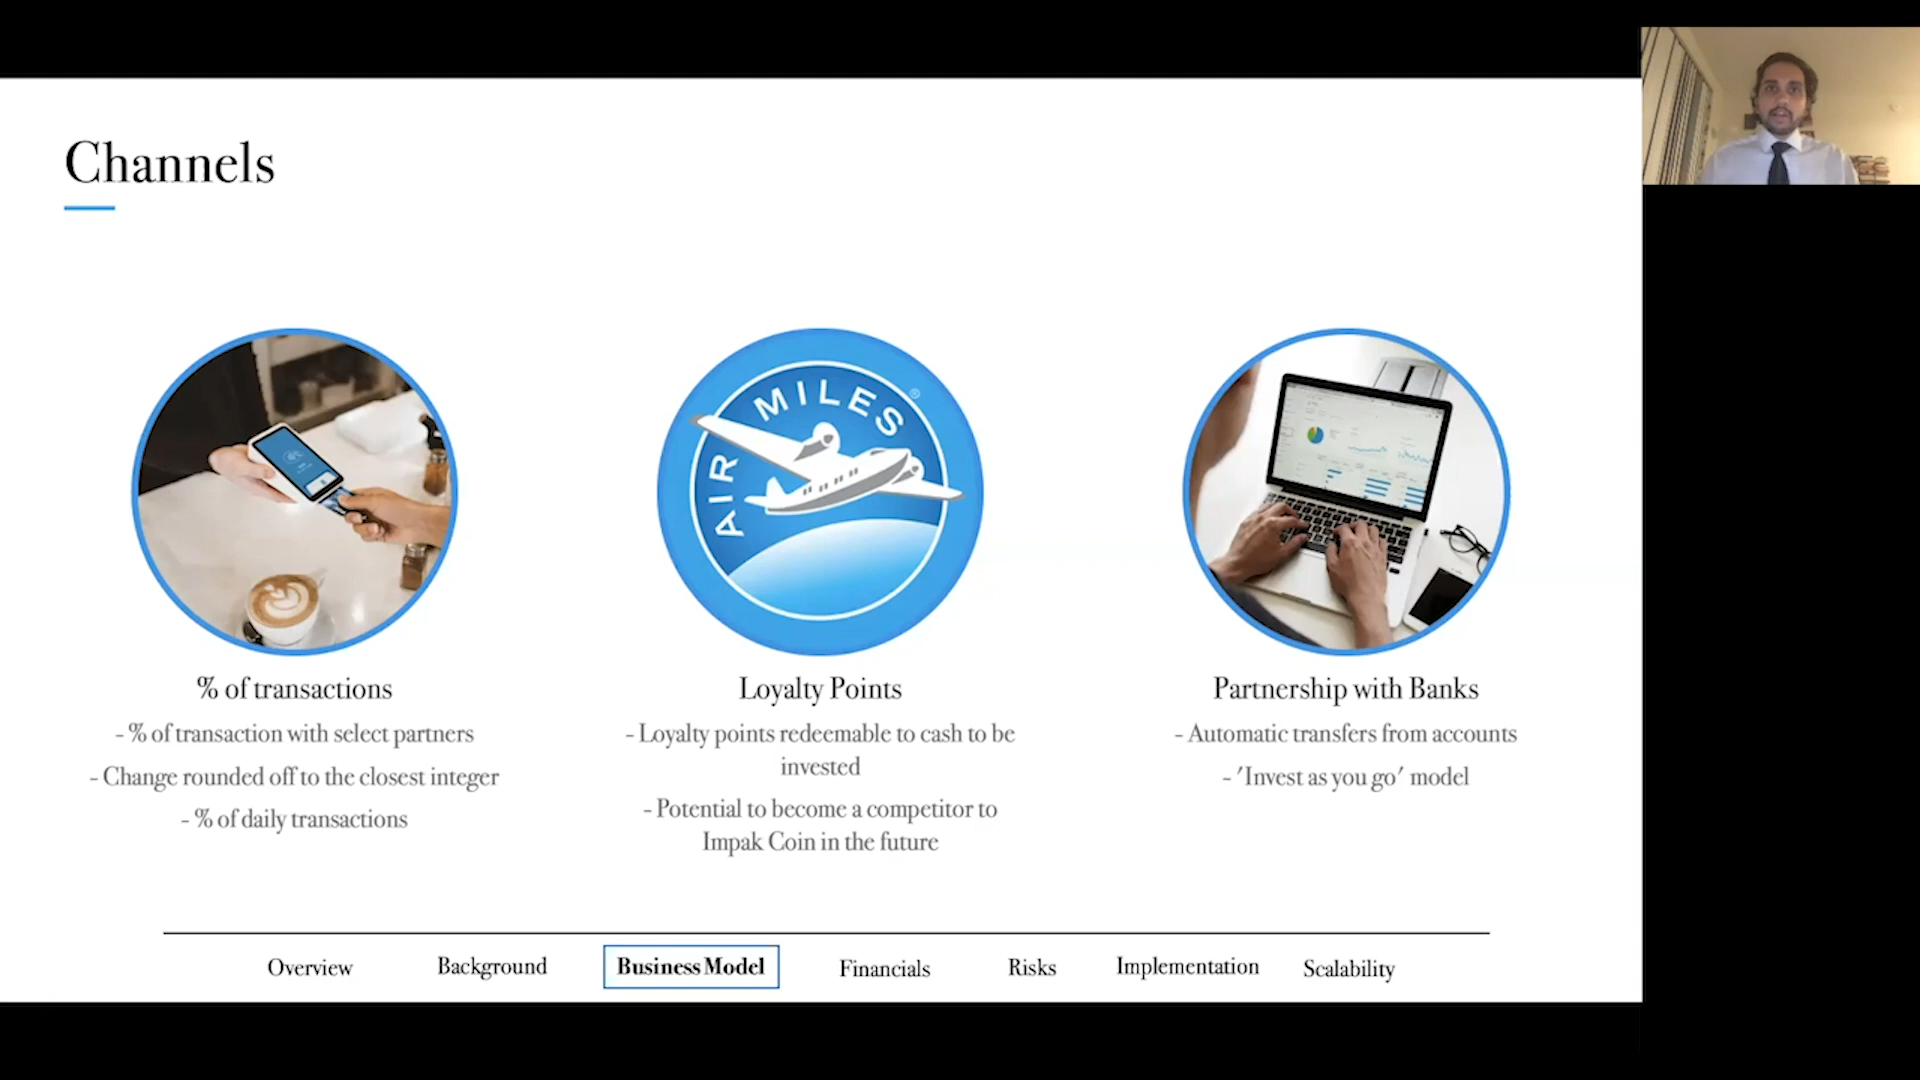 Channels
AIR MILES®
% of transactions
- % of transaction with select partners
- Change rounded off to the closest integer
- % of daily transactions
Loyalty Points
- Loyalty points redeemable to cash to be
invested
- Potential to become a competitor to
Impak Coin in the future
Partnership with Banks
- Automatic transfers from accounts
- 'Invest as you go' model
Overview
Background
Business Model
Financials
Risks
Implementation
Scalability